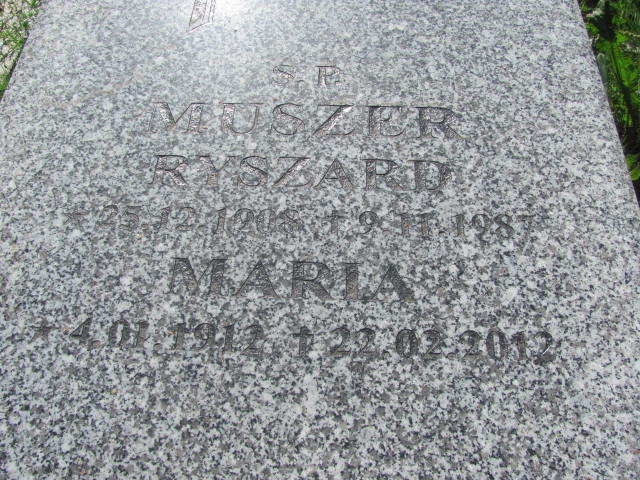 S.P.
MUSZER
RYSZARD
* 25.12.1908 † 9.11.1987
MARIA
* 4.01.1912 † 22.02.2012